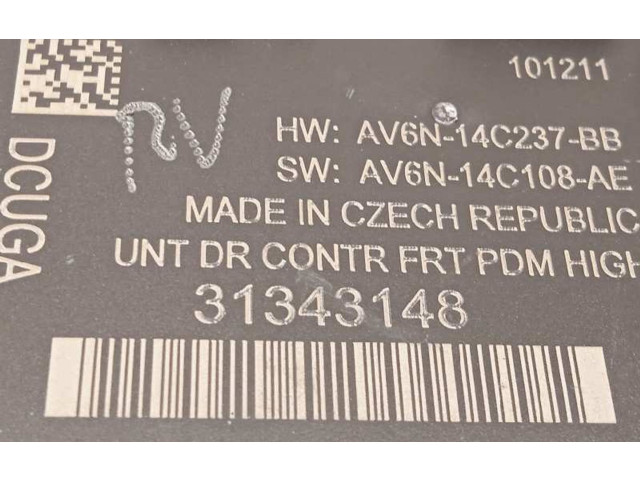 101211
RV
HW: AV6N-14C237-BB
SW: AV6N-14C108-AE
DCUGA
MADE IN CZECH REPUBLIC
UNT DR CONTR FRT PDM HIGH
31343148